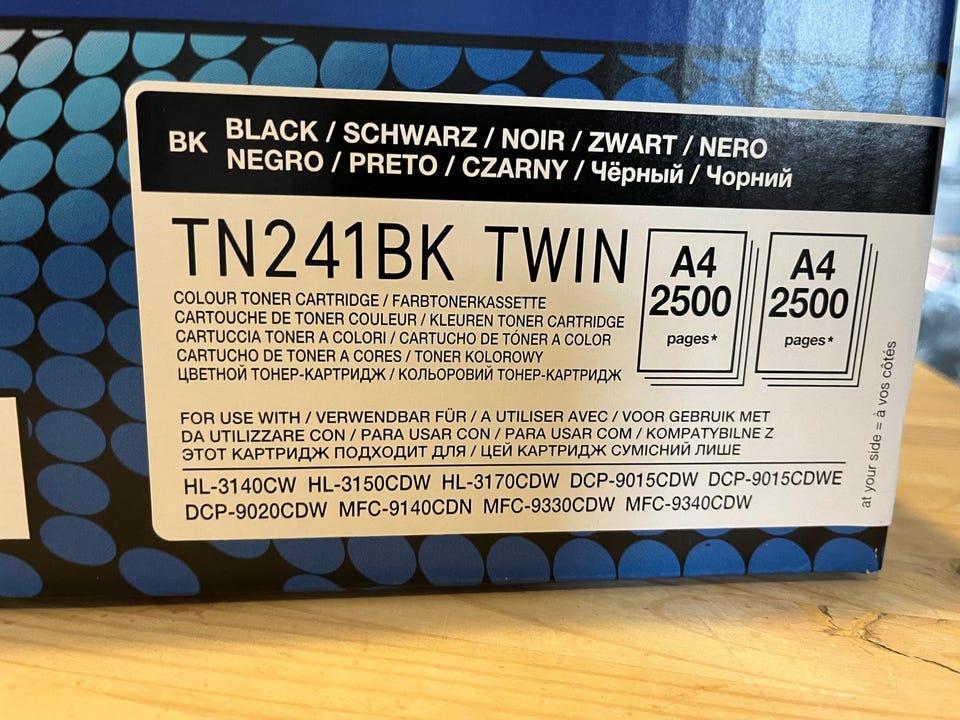 BK
BLACK / SCHWARZ / NOIR / ZWART / NERO
NEGRO / PRETO / CZARNY / Чёрный / Чорний
TN241BK TWIN
COLOUR TONER CARTRIDGE / FARBTONERKASSETTE
CARTOUCHE DE TONER COULEUR / KLEUREN TONER CARTRIDGE
CARTUCCIA TONER A COLORI / CARTUCHO DE TÓNER A COLOR
CARTUCHO DE TONER A CORES / TONER KOLOROWY
ЦВЕТНОЙ ТОНЕР-КАРТРИДЖ / КОЛЬОРОВИЙ ТОНЕР-КАРТРИДЖ
A4
2500
pages*
A4
2500
pages*
FOR USE WITH / VERWENDBAR FÜR / A UTILISER AVEC / VOOR GEBRUIK MET
DA UTILIZZARE CON / PARA USAR CON / PARA USAR COM / KOMPATYBILNE Z
ЭТОТ КАРТРИДЖ ПОДХОДИТ ДЛЯ / ЦЕЙ КАРТРИДЖ СУМІСНИЙ ЛИШЕ
HL-3140CW HL-3150CDW HL-3170CDW DCP-9015CDW DCP-9015CDWE
DCP-9020CDW MFC-9140CDN MFC-9330CDW MFC-9340CDW
at your side = à vos côtés